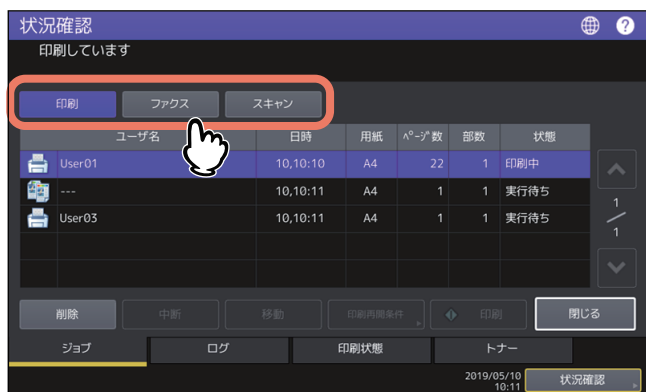 状況確認
印刷しています
印刷 ファクス スキャン
ユーザ名 日時 用紙 ﾍﾟｰｼﾞ数 部数 状態
User01 10,10:10 A4 22 1 印刷中
--- 10,10:11 A4 1 1 実行待ち
User03 10,10:11 A4 1 1 実行待ち
1
1
削除 中断 移動 印刷再開条件 印刷 閉じる
ジョブ ログ 印刷状態 トナー
2019/05/10
10:11
状況確認